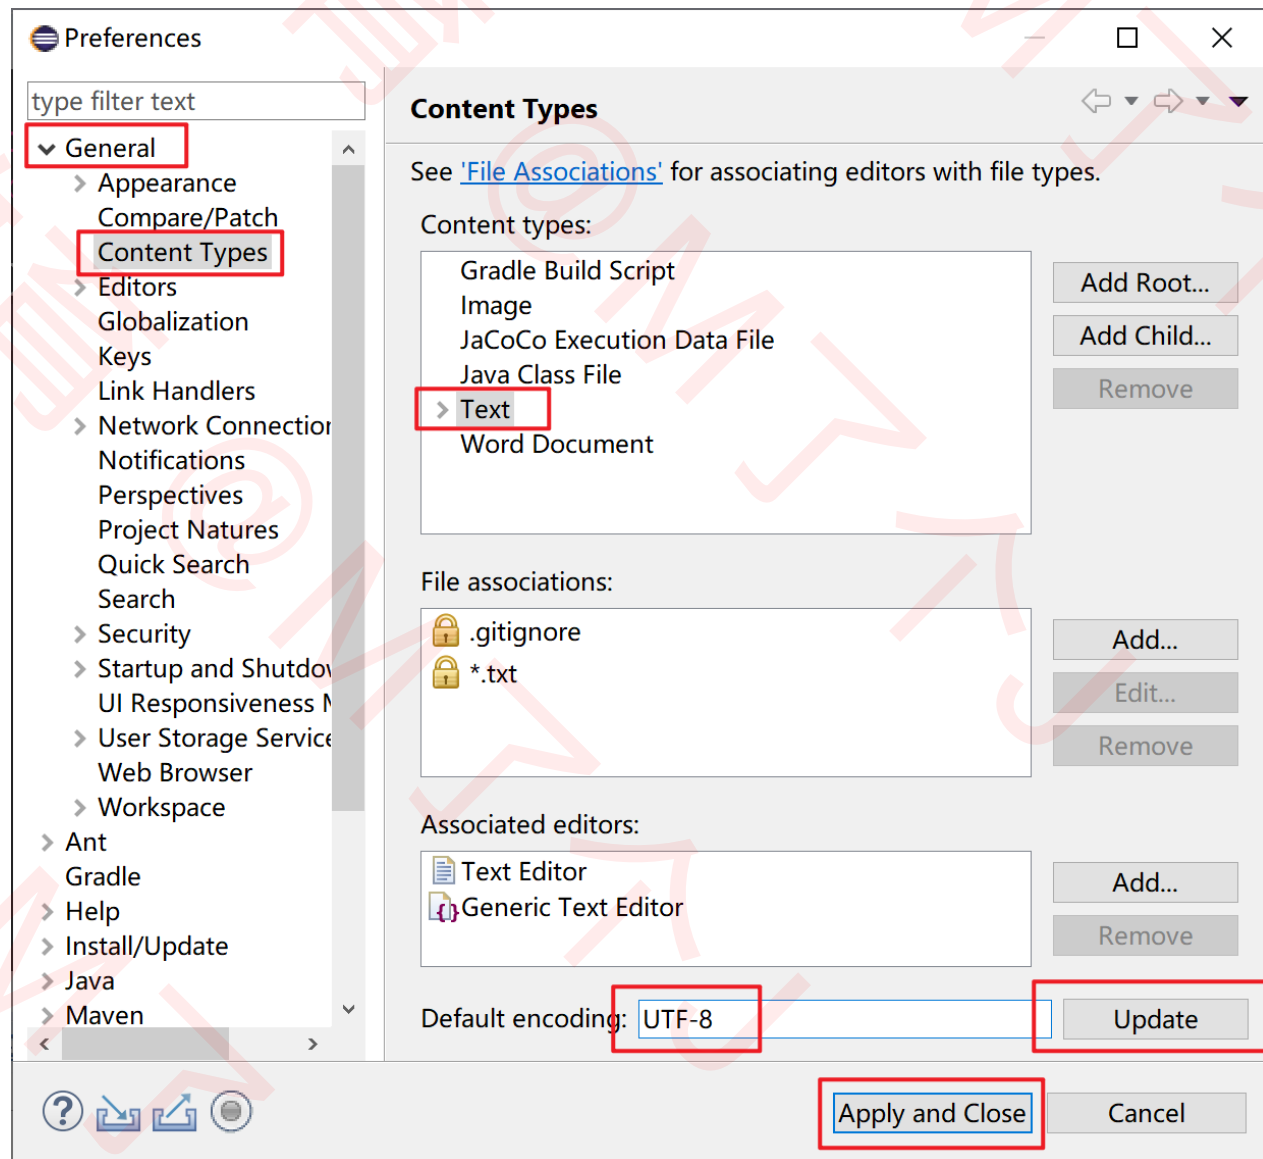 Preferences
type filter text
General
Appearance
Compare/Patch
Content Types
Editors
Globalization
Keys
Link Handlers
Network Connection
Notifications
Perspectives
Project Natures
Quick Search
Search
Security
Startup and Shutdow
UI Responsiveness M
User Storage Service
Web Browser
Workspace
Ant
Gradle
Help
Install/Update
Java
Maven
Content Types
See 'File Associations' for associating editors with file types.
Content types:
Gradle Build Script
Image
JaCoCo Execution Data File
Java Class File
Text
Word Document
Add Root...
Add Child...
Remove
File associations:
.gitignore
*.txt
Add...
Edit...
Remove
Associated editors:
Text Editor
Generic Text Editor
Add...
Remove
Default encoding: UTF-8
Update
Apply and Close
Cancel